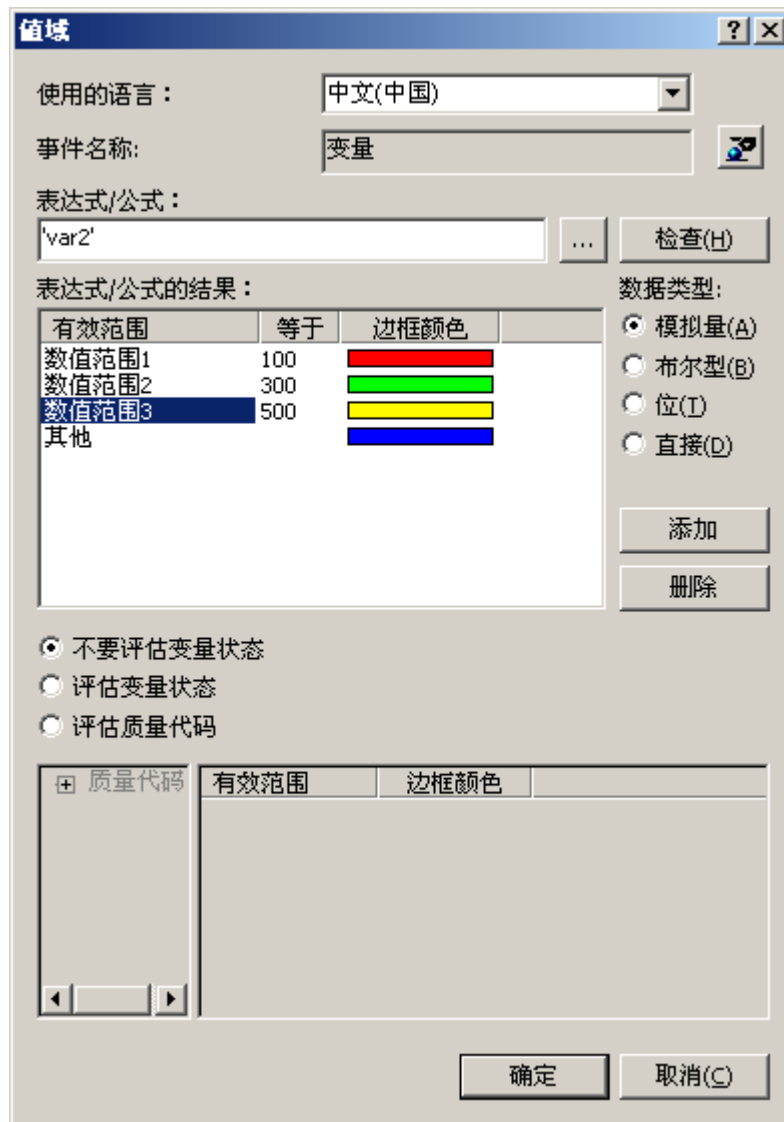 值域
使用的语言：
中文(中国)
事件名称:
变量
表达式/公式：
'var2'
...
检查(H)
表达式/公式的结果：
数据类型:
有效范围 等于 边框颜色
数值范围1 100
数值范围2 300
数值范围3 500
其他
模拟量(A)
布尔型(B)
位(T)
直接(D)
添加
删除
不要评估变量状态
评估变量状态
评估质量代码
质量代码
有效范围 边框颜色
确定
取消(C)